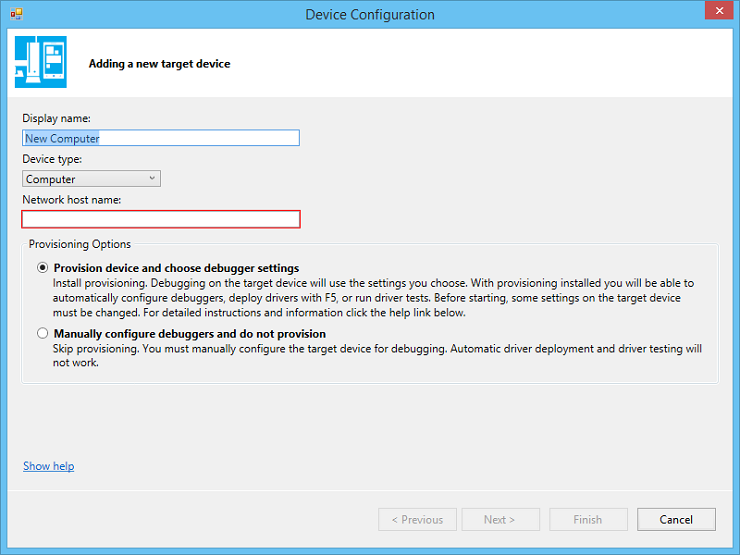 Device Configuration
Adding a new target device
Display name:
New Computer
Device type:
Computer
Network host name:
Provisioning Options
Provision device and choose debugger settings
Install provisioning. Debugging on the target device will use the settings you choose. With provisioning installed you will be able to
automatically configure debuggers, deploy drivers with F5, or run driver tests. Before starting, some settings on the target device
must be changed. For detailed instructions and information click the help link below.
Manually configure debuggers and do not provision
Skip provisioning. You must manually configure the target device for debugging. Automatic driver deployment and driver testing will
not work.
Show help
< Previous Next > Finish Cancel